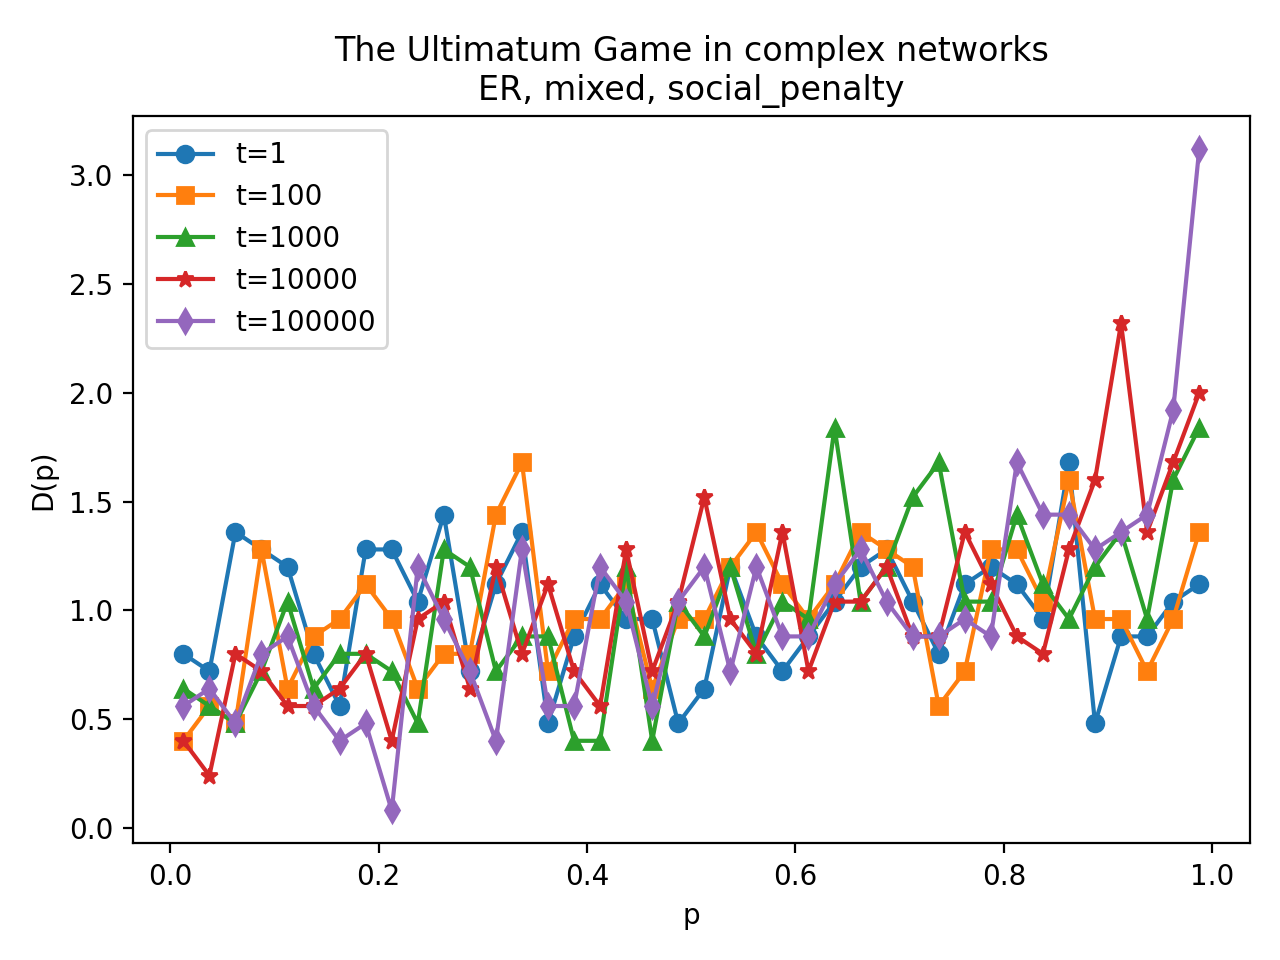 The Ultimatum Game in complex networks
ER, mixed, social_penalty
t=1
t=100
t=1000
t=10000
t=100000
3.0
2.5
2.0
1.5
1.0
0.5
0.0
D(p)
0.0 0.2 0.4 0.6 0.8 1.0
p